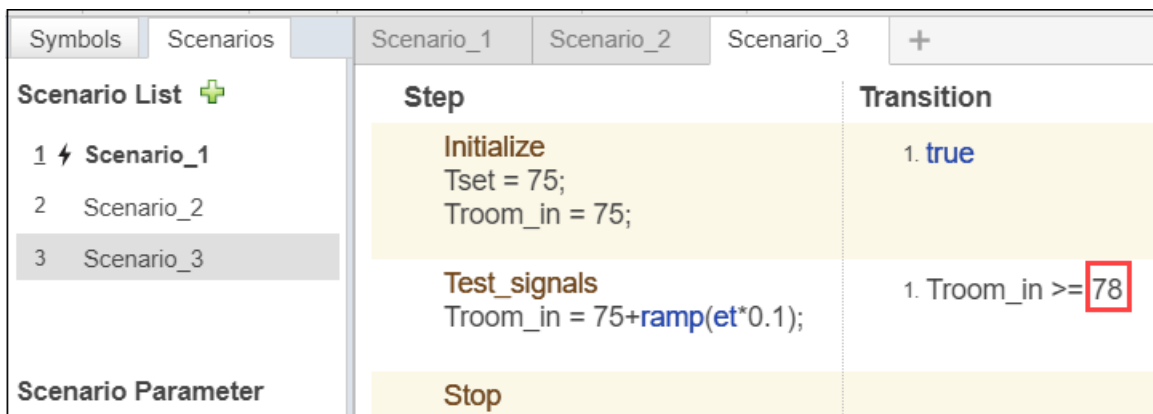 Symbols Scenarios
Scenario List
1 Scenario_1
2 Scenario_2
3 Scenario_3
Scenario Parameter
Scenario_1 Scenario_2 Scenario_3 +
Step Transition
Initialize 1. true
Tset = 75;
Troom_in = 75;
Test_signals 1. Troom_in >= 78
Troom_in = 75+ramp(et*0.1);
Stop